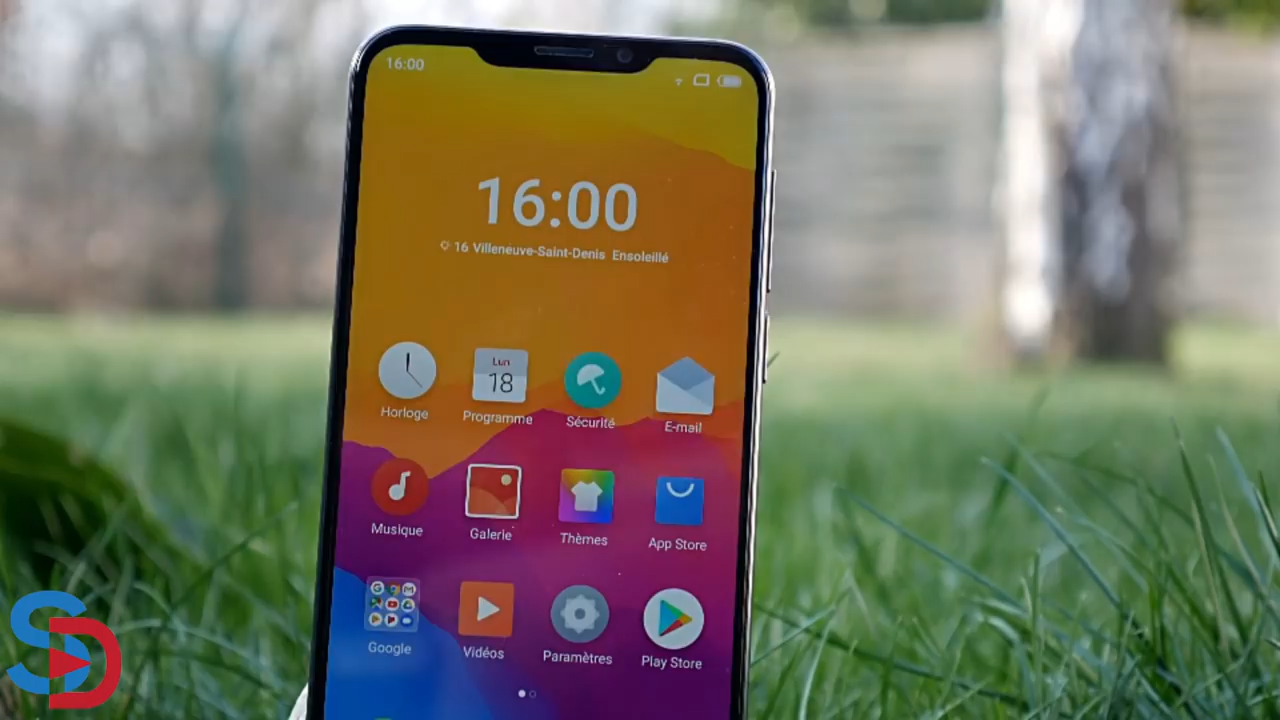 16:00
16:00
16 Villeneuve-Saint-Denis Ensoleillé
Lun
18
Horloge
Programme
Sécurité
E-mail
Musique
Galerie
Thèmes
App Store
Google
Vidéos
Paramètres
Play Store
SD